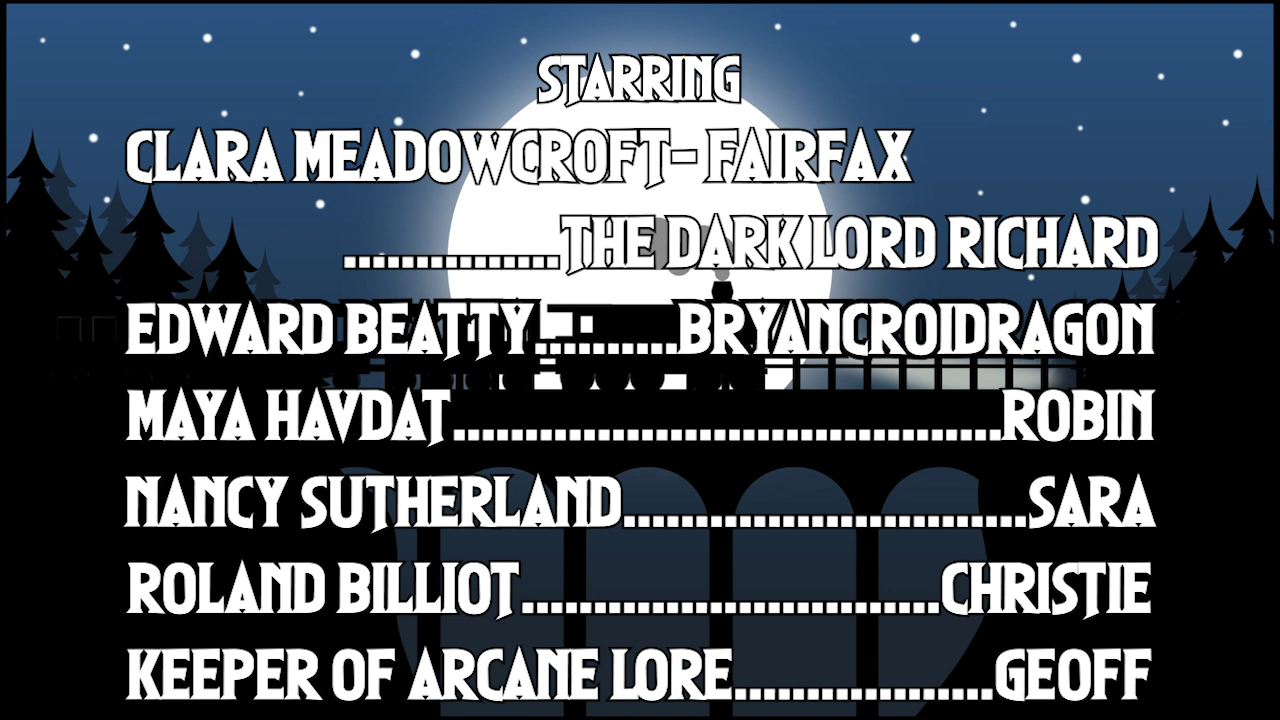 STARRING
CLARA MEADOWCROFT-FAIRFAX
...............THE DARK LORD RICHARD
EDWARD BEATTY..........BRYANCROIDRAGON
MAYA HAVDAT......................................ROBIN
NANCY SUTHERLAND............................SARA
ROLAND BILLIOT.............................CHRISTIE
KEEPER OF ARCANE LORE..................GEOFF